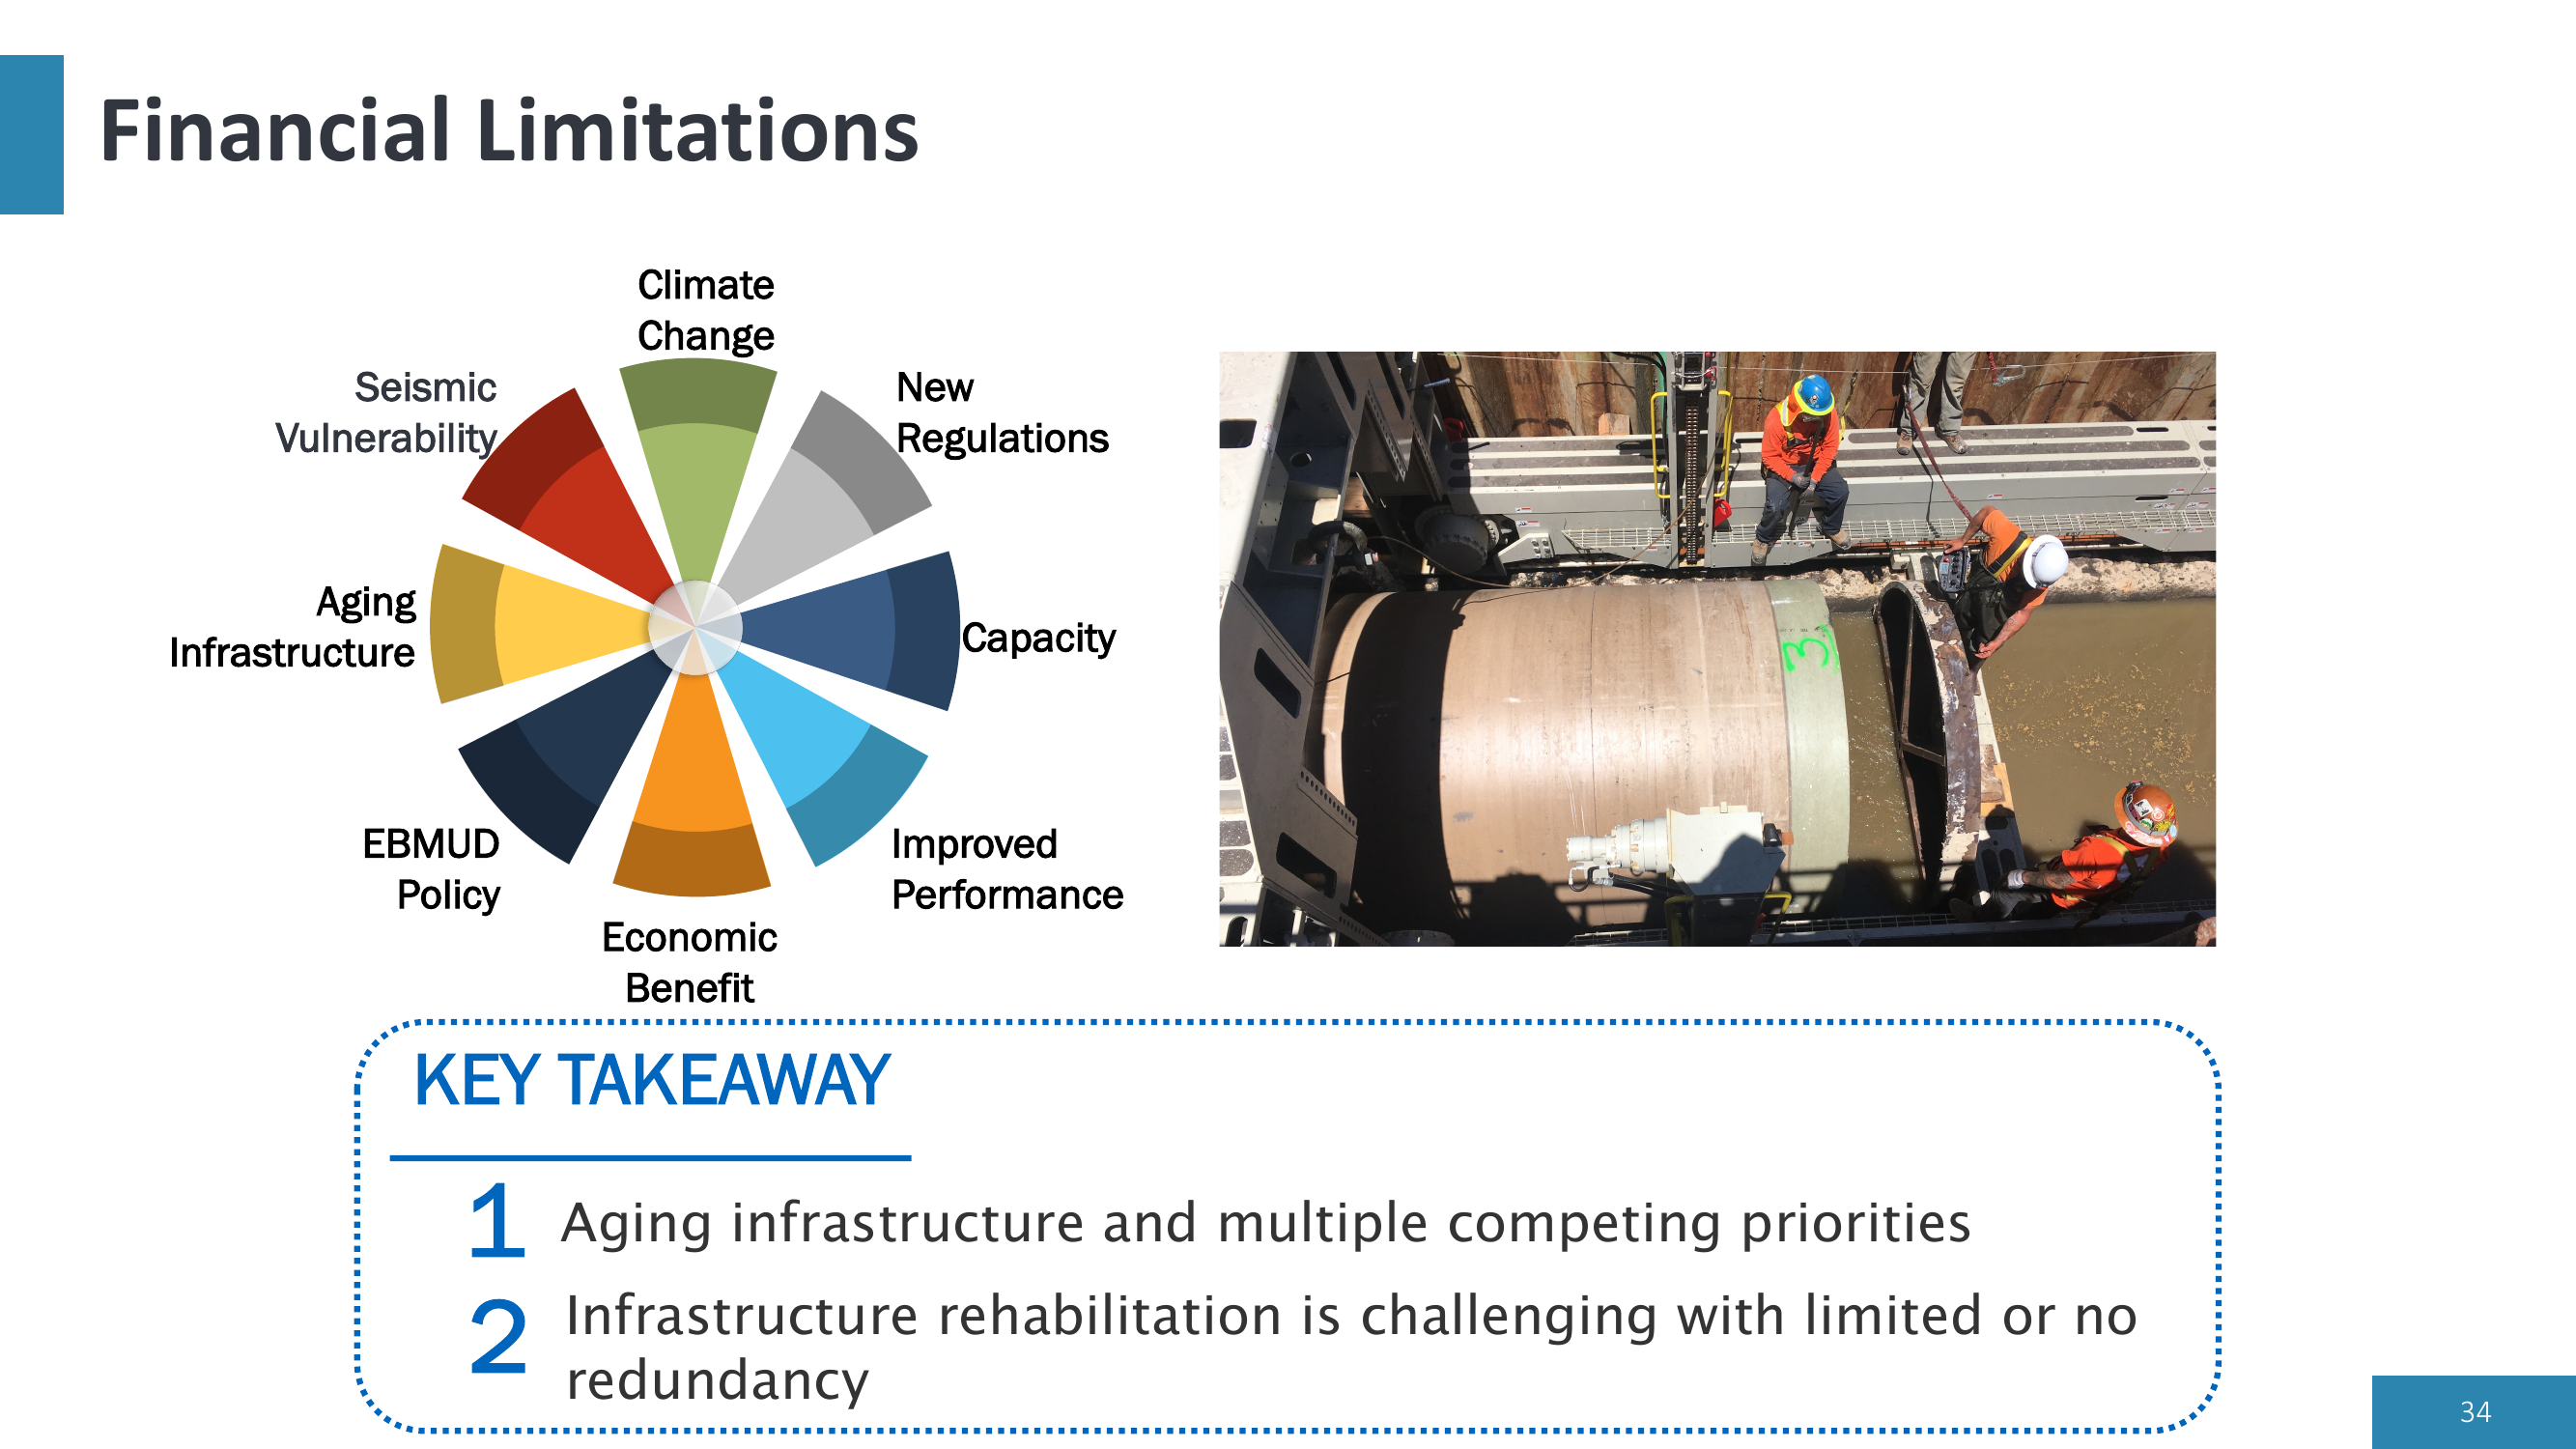 Financial Limitations
Climate
Change
Seismic
Vulnerability
New
Regulations
Aging
Infrastructure
Capacity
EBMUD
Policy
Improved
Performance
Economic
Benefit
3
KEY TAKEAWAY
1 Aging infrastructure and multiple competing priorities
2 Infrastructure rehabilitation is challenging with limited or no
redundancy
34